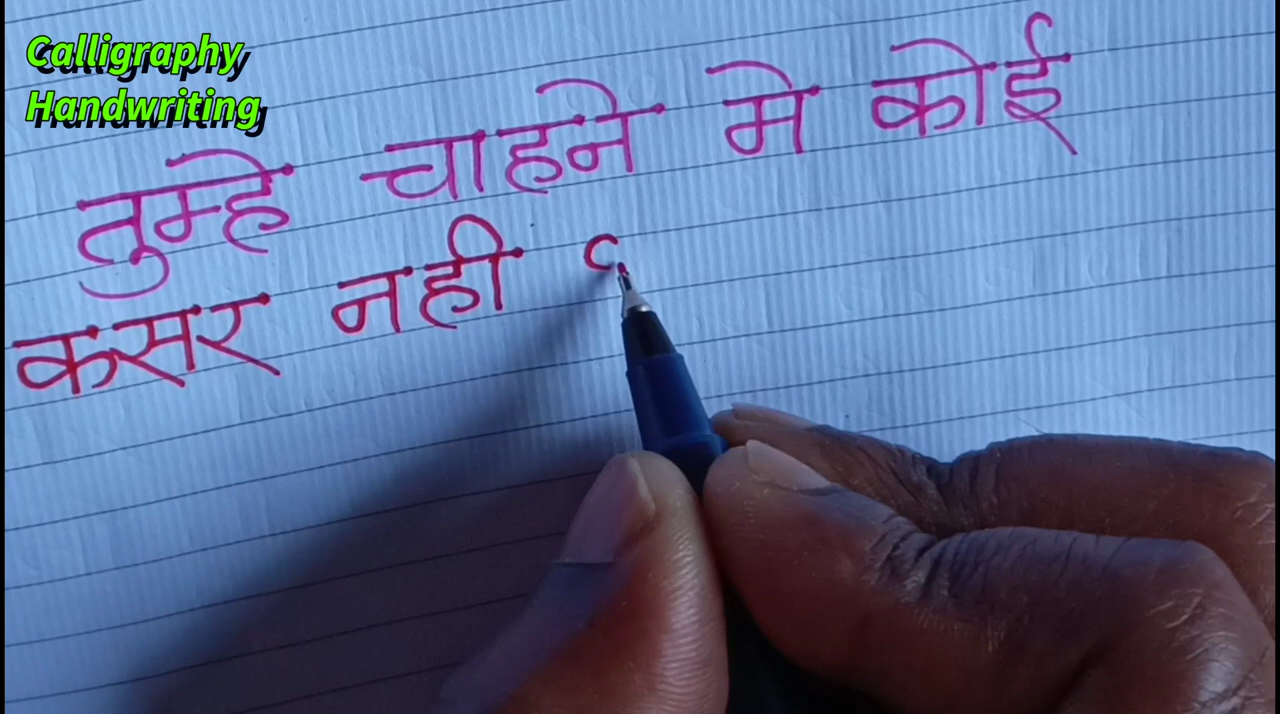 Calligraphy
Handwriting
तुम्हे चाहने मे कोई
कसर नही